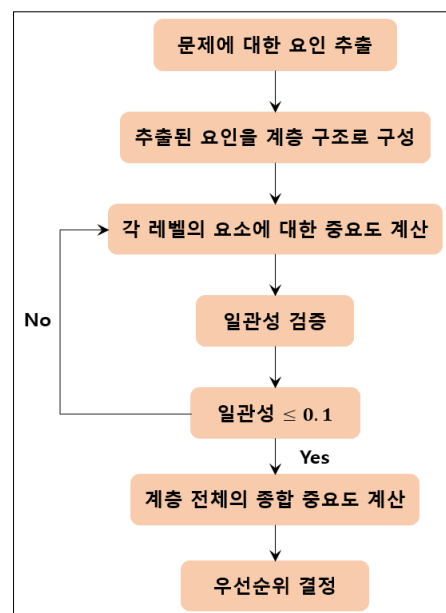 문제에 대한 요인 추출
추출된 요인을 계층 구조로 구성
각 레벨의 요소에 대한 중요도 계산
일관성 검증
No
일관성 ≤ 0.1
Yes
계층 전체의 종합 중요도 계산
우선순위 결정